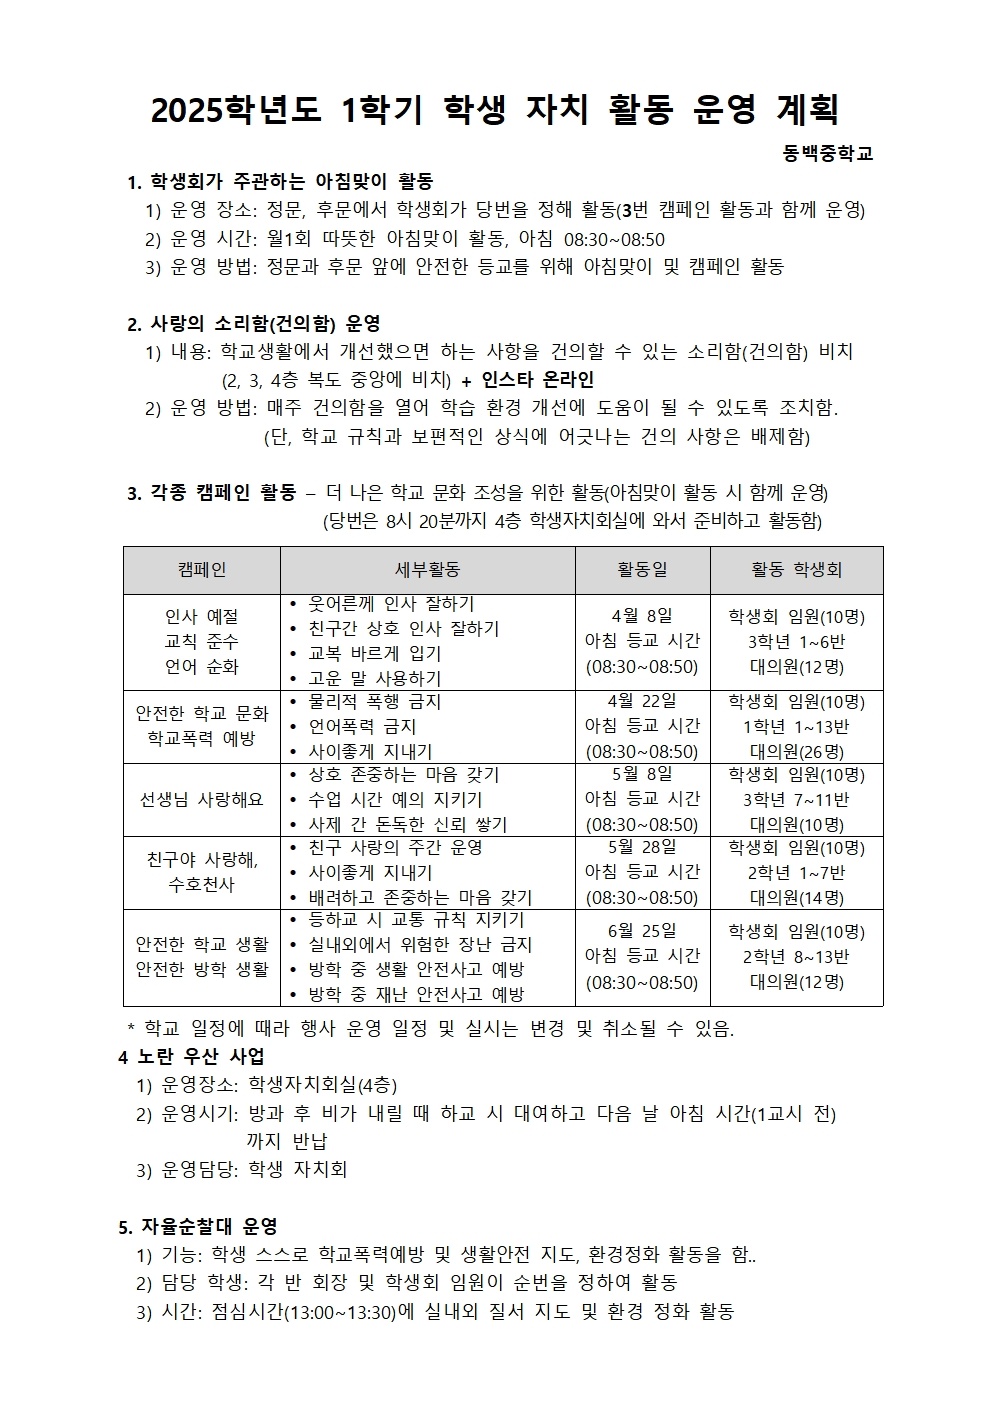 2025학년도 1학기 학생 자치 활동 운영 계획
동백중학교
1. 학생회가 주관하는 아침맞이 활동
1) 운영 장소: 정문, 후문에서 학생회가 당번을 정해 활동(3번 캠페인 활동과 함께 운영)
2) 운영 시간: 월1회 따뜻한 아침맞이 활동, 아침 08:30~08:50
3) 운영 방법: 정문과 후문 앞에 안전한 등교를 위해 아침맞이 및 캠페인 활동
2. 사랑의 소리함(건의함) 운영
1) 내용: 학교생활에서 개선했으면 하는 사항을 건의할 수 있는 소리함(건의함) 비치
(2, 3, 4층 복도 중앙에 비치) + 인스타 온라인
2) 운영 방법: 매주 건의함을 열어 학습 환경 개선에 도움이 될 수 있도록 조치함.
(단, 학교 규칙과 보편적인 상식에 어긋나는 건의 사항은 배제함)
3. 각종 캠페인 활동 – 더 나은 학교 문화 조성을 위한 활동(아침맞이 활동 시 함께 운영)
(당번은 8시 20분까지 4층 학생자치회실에 와서 준비하고 활동함)
캠페인 세부활동 활동일 활동 학생회
인사 예절
교칙 준수
언어 순화
• 웃어른께 인사 잘하기
• 친구간 상호 인사 잘하기
• 교복 바르게 입기
• 고운 말 사용하기
4월 8일
아침 등교 시간
(08:30~08:50)
학생회 임원(10명)
3학년 1~6반
대의원(12명)
안전한 학교 문화
학교폭력 예방
• 물리적 폭행 금지
• 언어폭력 금지
• 사이좋게 지내기
4월 22일
아침 등교 시간
(08:30~08:50)
학생회 임원(10명)
1학년 1~13반
대의원(26명)
선생님 사랑해요
• 상호 존중하는 마음 갖기
• 수업 시간 예의 지키기
• 사제 간 돈독한 신뢰 쌓기
5월 8일
아침 등교 시간
(08:30~08:50)
학생회 임원(10명)
3학년 7~11반
대의원(10명)
친구야 사랑해,
수호천사
• 친구 사랑의 주간 운영
• 사이좋게 지내기
• 배려하고 존중하는 마음 갖기
5월 28일
아침 등교 시간
(08:30~08:50)
학생회 임원(10명)
2학년 1~7반
대의원(14명)
안전한 학교 생활
안전한 방학 생활
• 등하교 시 교통 규칙 지키기
• 실내외에서 위험한 장난 금지
• 방학 중 생활 안전사고 예방
• 방학 중 재난 안전사고 예방
6월 25일
아침 등교 시간
(08:30~08:50)
학생회 임원(10명)
2학년 8~13반
대의원(12명)
* 학교 일정에 때라 행사 운영 일정 및 실시는 변경 및 취소될 수 있음.
4 노란 우산 사업
1) 운영장소: 학생자치회실(4층)
2) 운영시기: 방과 후 비가 내릴 때 하교 시 대여하고 다음 날 아침 시간(1교시 전)
까지 반납
3) 운영담당: 학생 자치회
5. 자율순찰대 운영
1) 기능: 학생 스스로 학교폭력예방 및 생활안전 지도, 환경정화 활동을 함..
2) 담당 학생: 각 반 회장 및 학생회 임원이 순번을 정하여 활동
3) 시간: 점심시간(13:00~13:30)에 실내외 질서 지도 및 환경 정화 활동